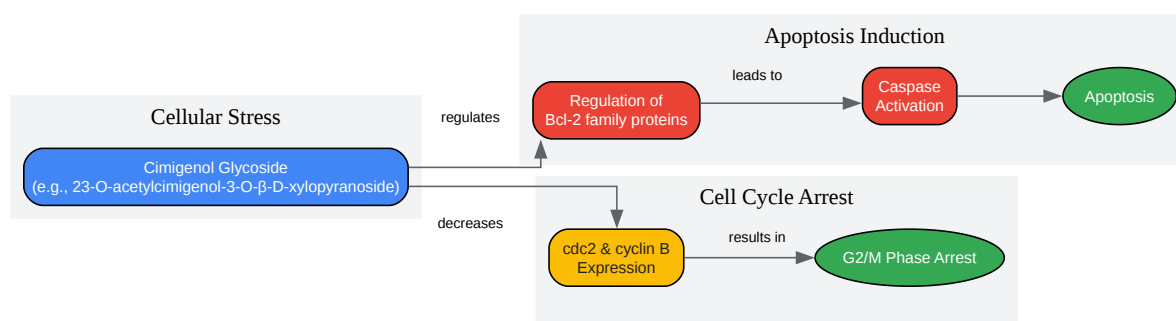 Cellular Stress
Cimigenol Glycoside
(e.g., 23-O-acetylcimigenol-3-O-β-D-xylopyranoside)
regulates
decreases
Apoptosis Induction
Regulation of
Bcl-2 family proteins
leads to
Caspase
Activation
Apoptosis
Cell Cycle Arrest
cdc2 & cyclin B
Expression
results in
G2/M Phase Arrest